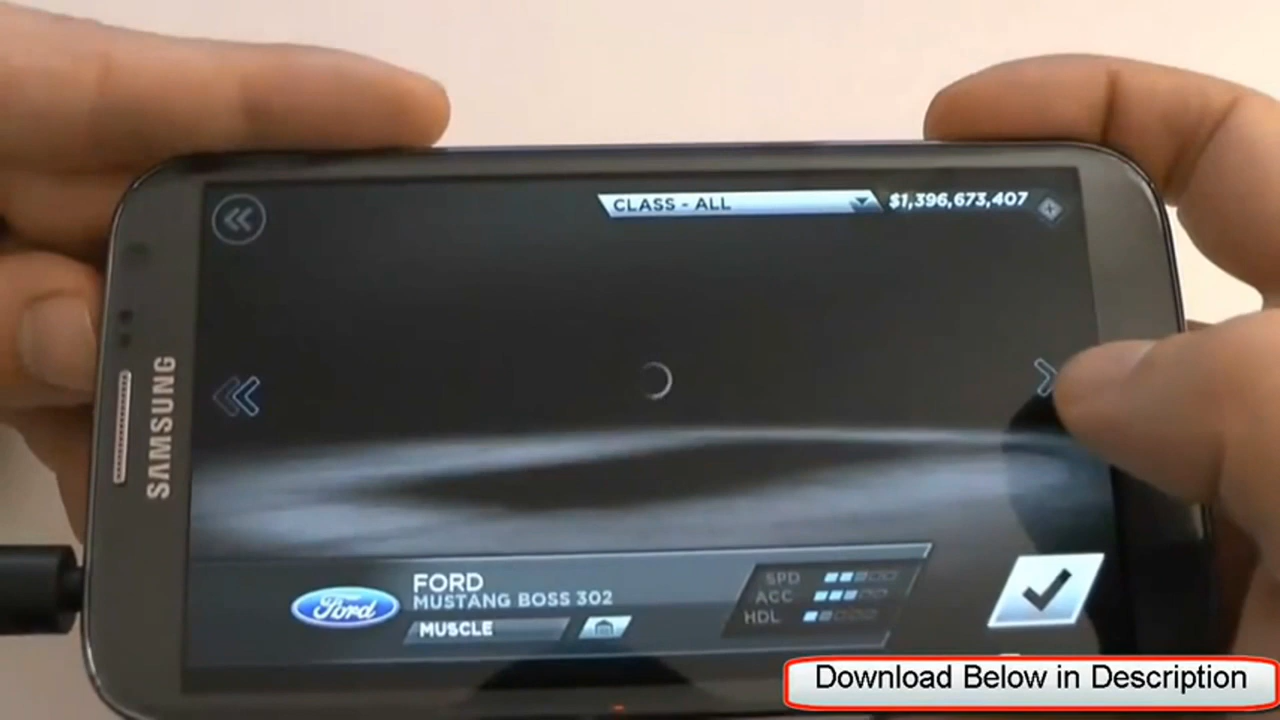 CLASS - ALL
$1,396,673,407
SAMSUNG
Ford
FORD
MUSTANG BOSS 302
MUSCLE
SPD
ACC
HDL
Download Below in Description